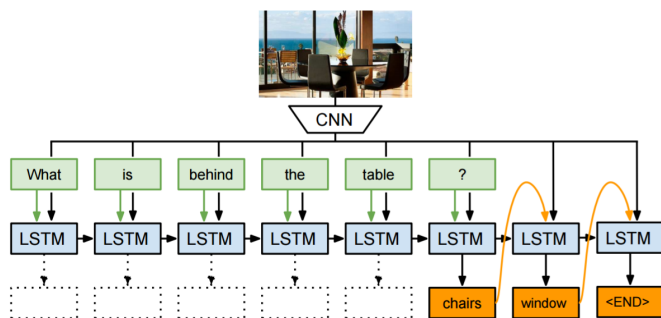 CNN
What is behind the table ?
LSTM LSTM LSTM LSTM LSTM LSTM LSTM LSTM
chairs window <END>